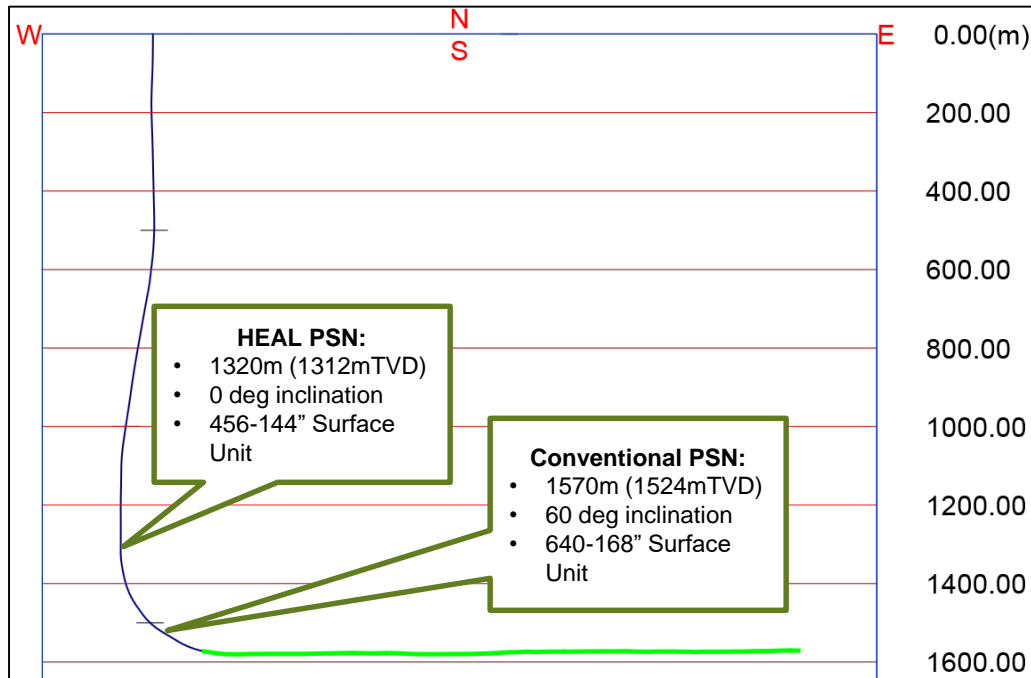 N
W
E
0.00(m)
S
200.00
400.00
600.00
800.00
HEAL PSN:
• 1320m (1312mTVD)
• 0 deg inclination
• 456-144” Surface
Unit
1000.00
Conventional PSN:
• 1570m (1524mTVD)
• 60 deg inclination
• 640-168” Surface
Unit
1200.00
1400.00
1600.00